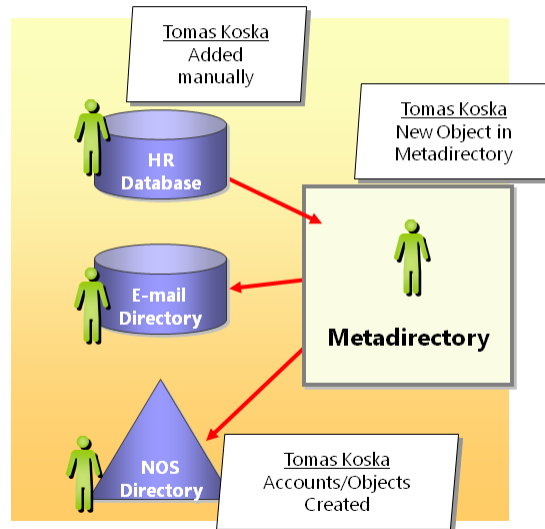 Tomas Koska
Added
manually
Tomas Koska
New Object in
Metadirectory
HR
Database
E-mail
Directory
Metadirectory
NOS
Directory
Tomas Koska
Accounts/Objects
Created